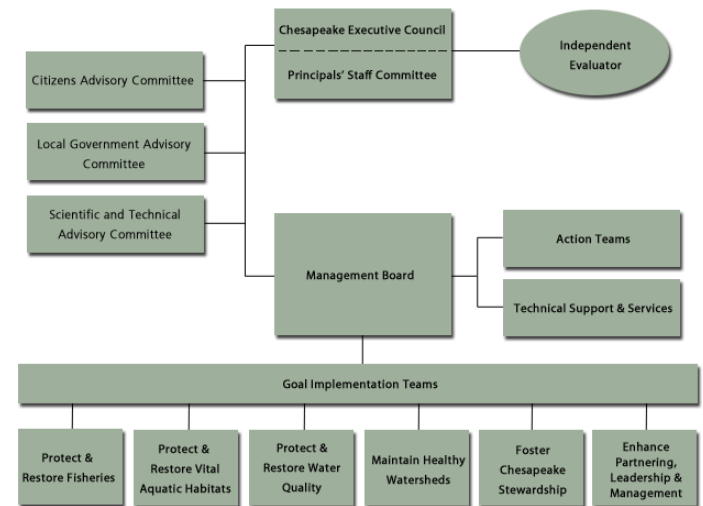 Chesapeake Executive Council
Principals' Staff Committee
Independent
Evaluator
Citizens Advisory Committee
Local Government Advisory
Committee
Scientific and Technical
Advisory Committee
Management Board
Action Teams
Technical Support & Services
Goal Implementation Teams
Protect &
Restore Fisheries
Protect &
Restore Vital
Aquatic Habitats
Protect &
Restore Water
Quality
Maintain Healthy
Watersheds
Foster
Chesapeake
Stewardship
Enhance
Partnering,
Leadership &
Management